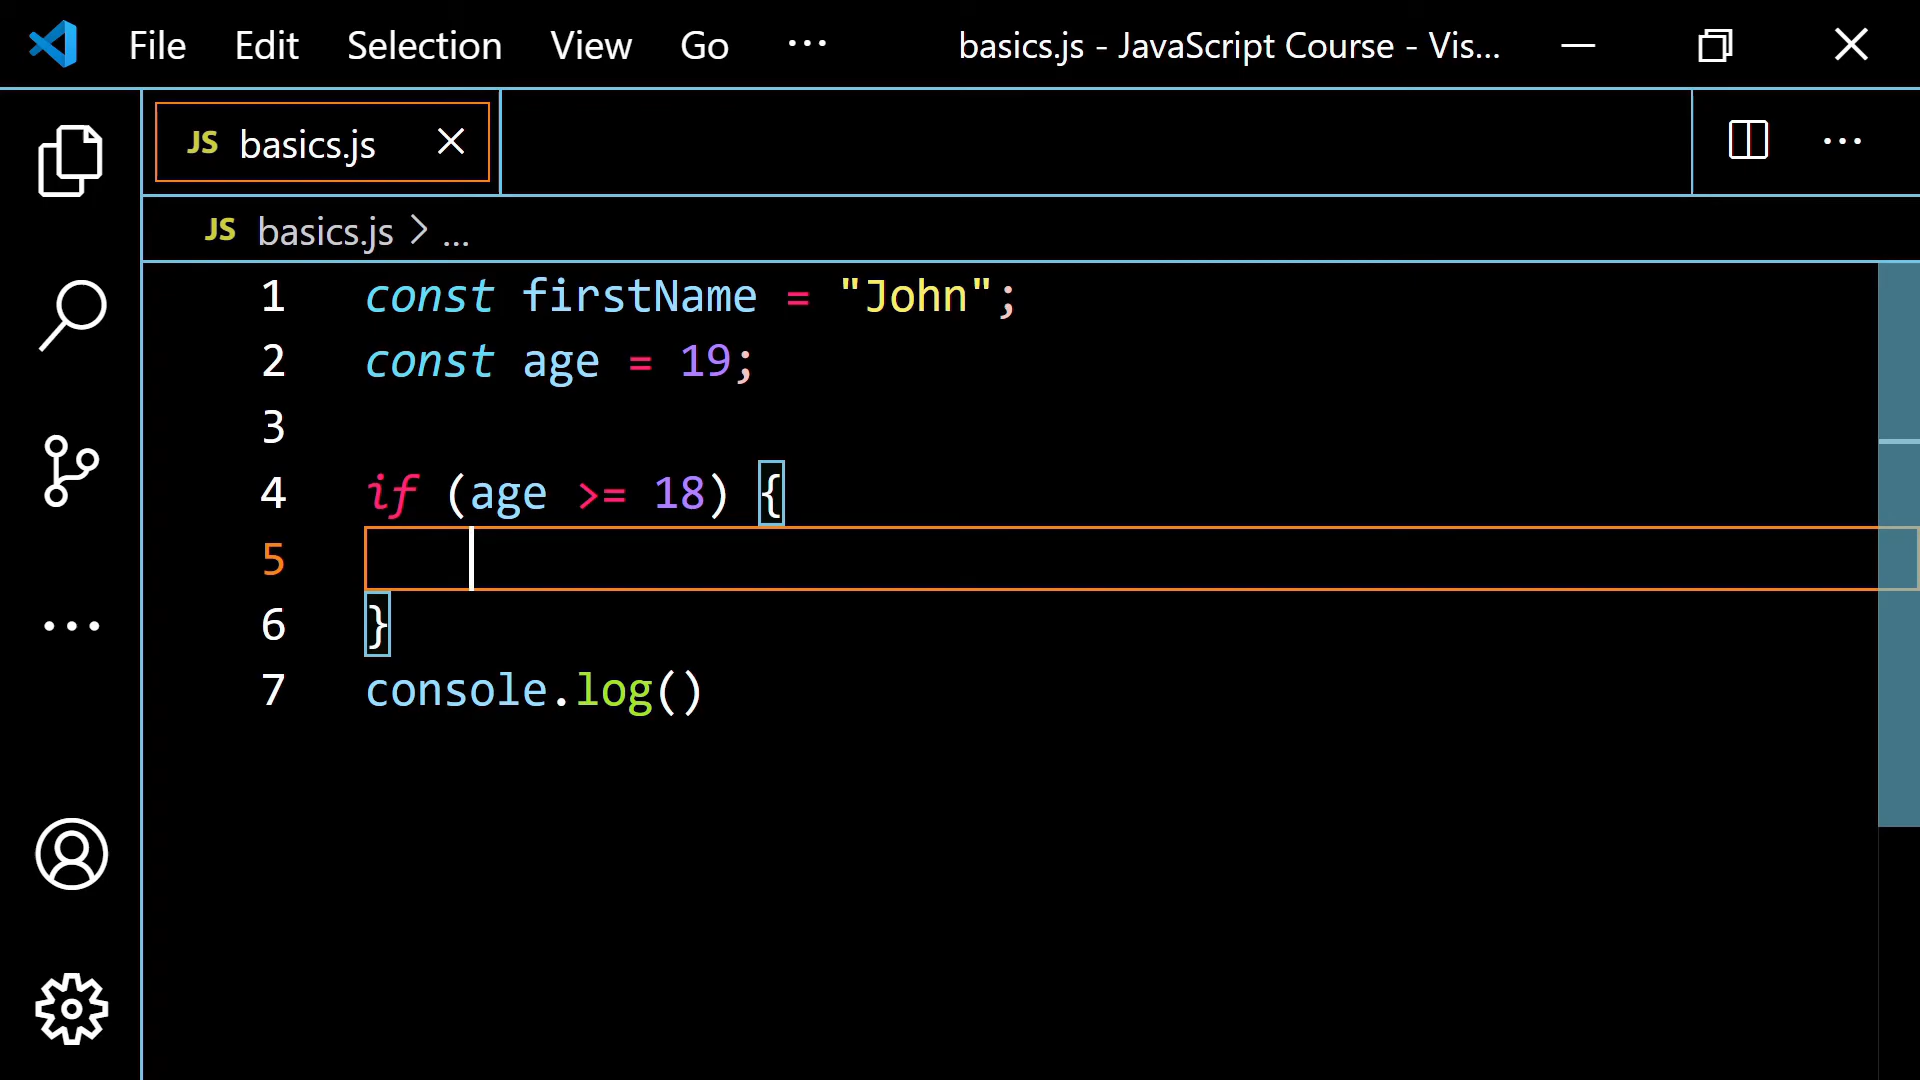 File Edit Selection View Go ··· basics.js - JavaScript Course - Vis...
JS basics.js
JS basics.js > ...
1 const firstName = "John";
2 const age = 19;
3
4 if (age >= 18) {
5
6 }
7 console.log()